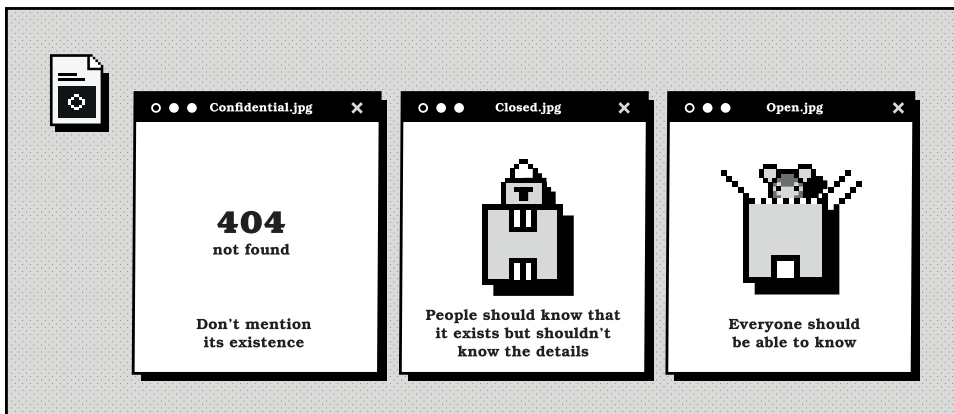 Confidential.jpg
404
not found
Don't mention
its existence
Closed.jpg
People should know that
it exists but shouldn't
know the details
Open.jpg
Everyone should
be able to know